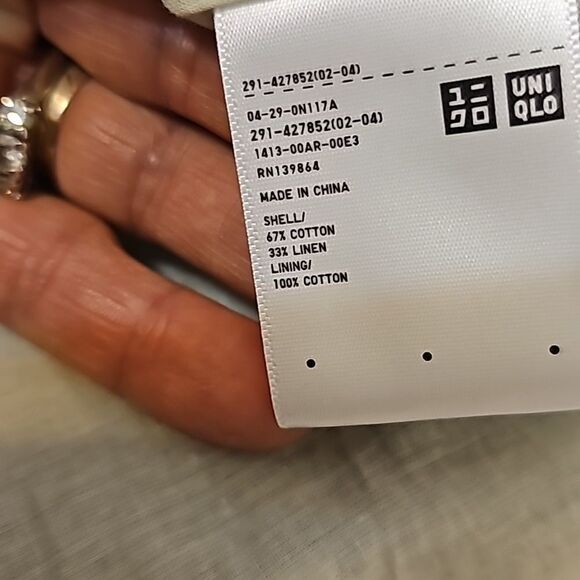 291-427852(02-04)
04-29-0N117A
291-427852(02-04)
1413-00AR-00E3
RN139864
MADE IN CHINA
SHELL/
67% COTTON
33% LINEN
LINING/
100% COTTON
ユニ
クロ
UNI
QLO